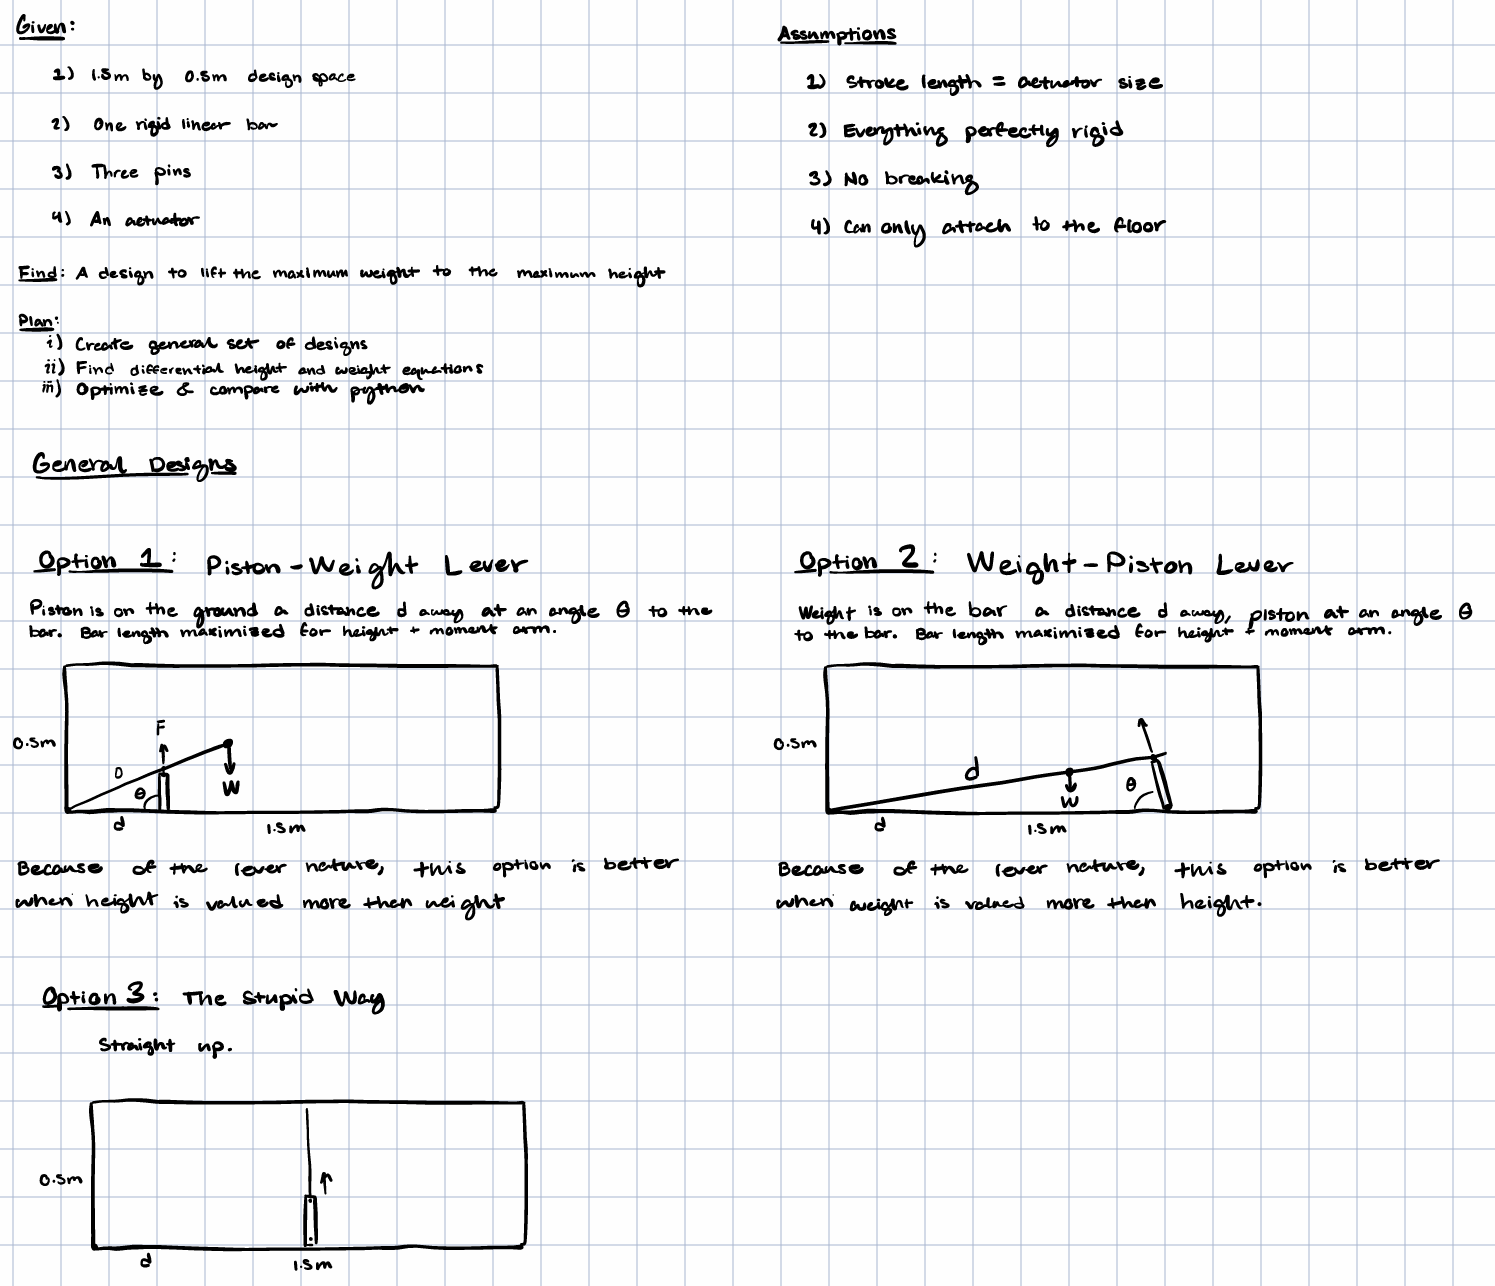 Given:
1) 1.5m by 0.5m design space
2) One rigid linear bar
3) Three pins
4) An actuator
Find: A design to lift the maximum weight to the maximum height
Plan:
i) Create general set of designs
ii) Find differential height and weight equations
iii) Optimize & compare with python
Assumptions
1) Stroke length = actuator size
2) Everything perfectly rigid
3) No breaking
4) Can only attach to the floor
General Designs
Option 1: Piston-Weight Lever
Piston is on the ground a distance d away at an angle θ to the
bar. Bar length maximized for height + moment arm.
F
0.5m
D
θ
W
d
1.5m
Because of the lever nature, this option is better
when height is valued more then weight
Option 2: Weight-Piston Lever
Weight is on the bar a distance d away, piston at an angle θ
to the bar. Bar length maximized for height + moment arm.
0.5m
d
θ
W
d
1.5m
Because of the lever nature, this option is better
when weight is valued more then height.
Option 3: The Stupid Way
Straight up.
0.5m
d
1.5m